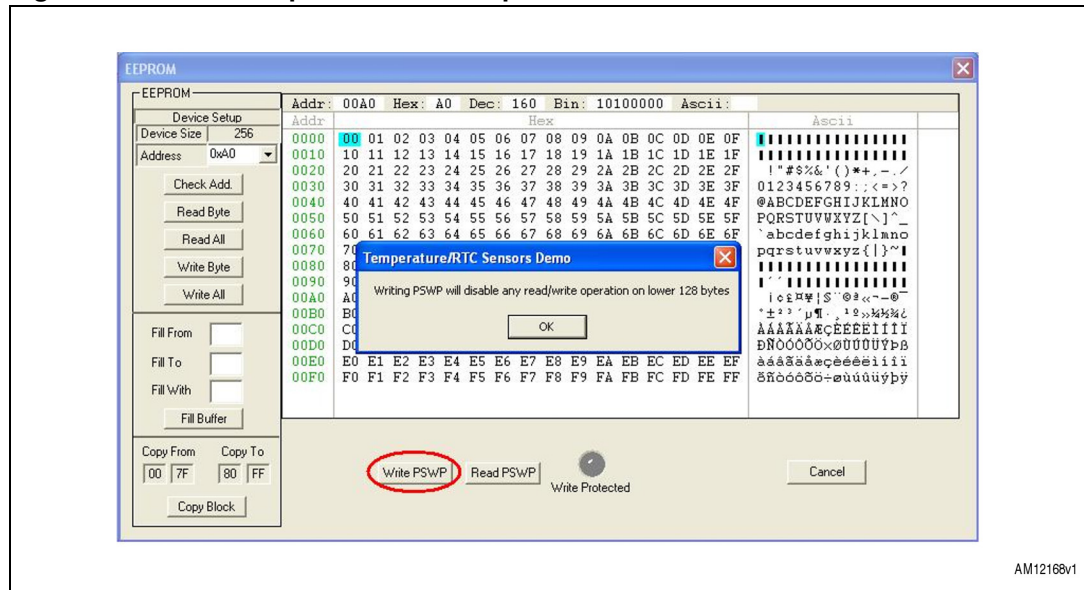 EEPROM
EEPROM
Device Setup
Device Size 256
Address 0xA0
Check Add.
Read Byte
Read All
Write Byte
Write All
Fill From
Fill To
Fill With
Fill Buffer
Copy From Copy To
00 7F 80 FF
Copy Block
Addr: 00A0 Hex: A0 Dec: 160 Bin: 10100000 Ascii:
Addr Hex Ascii
0000 00 01 02 03 04 05 06 07 08 09 0A 0B 0C 0D 0E 0F
0010 10 11 12 13 14 15 16 17 18 19 1A 1B 1C 1D 1E 1F
0020 20 21 22 23 24 25 26 27 28 29 2A 2B 2C 2D 2E 2F !"#$%&'()*+,-./
0030 30 31 32 33 34 35 36 37 38 39 3A 3B 3C 3D 3E 3F 0123456789:;<=>?
0040 40 41 42 43 44 45 46 47 48 49 4A 4B 4C 4D 4E 4F @ABCDEFGHIJKLMNO
0050 50 51 52 53 54 55 56 57 58 59 5A 5B 5C 5D 5E 5F PQRSTUVWXYZ[\]^_
0060 60 61 62 63 64 65 66 67 68 69 6A 6B 6C 6D 6E 6F `abcdefghijklmno
0070 70 pqrstuvwxyz{|}~
0080 80
0090 90
00A0 A0
00B0 B0
00C0 C0
00D0 D0
00E0 E0 E1 E2 E3 E4 E5 E6 E7 E8 E9 EA EB EC ED EE EF àáâãäåæçèéêëìíîï
00F0 F0 F1 F2 F3 F4 F5 F6 F7 F8 F9 FA FB FC FD FE FF ðñòóôõö÷øùúûüýþÿ
Temperature/RTC Sensors Demo
Writing PSWP will disable any read/write operation on lower 128 bytes
OK
Write PSWP Read PSWP Write Protected Cancel
AM12168v1